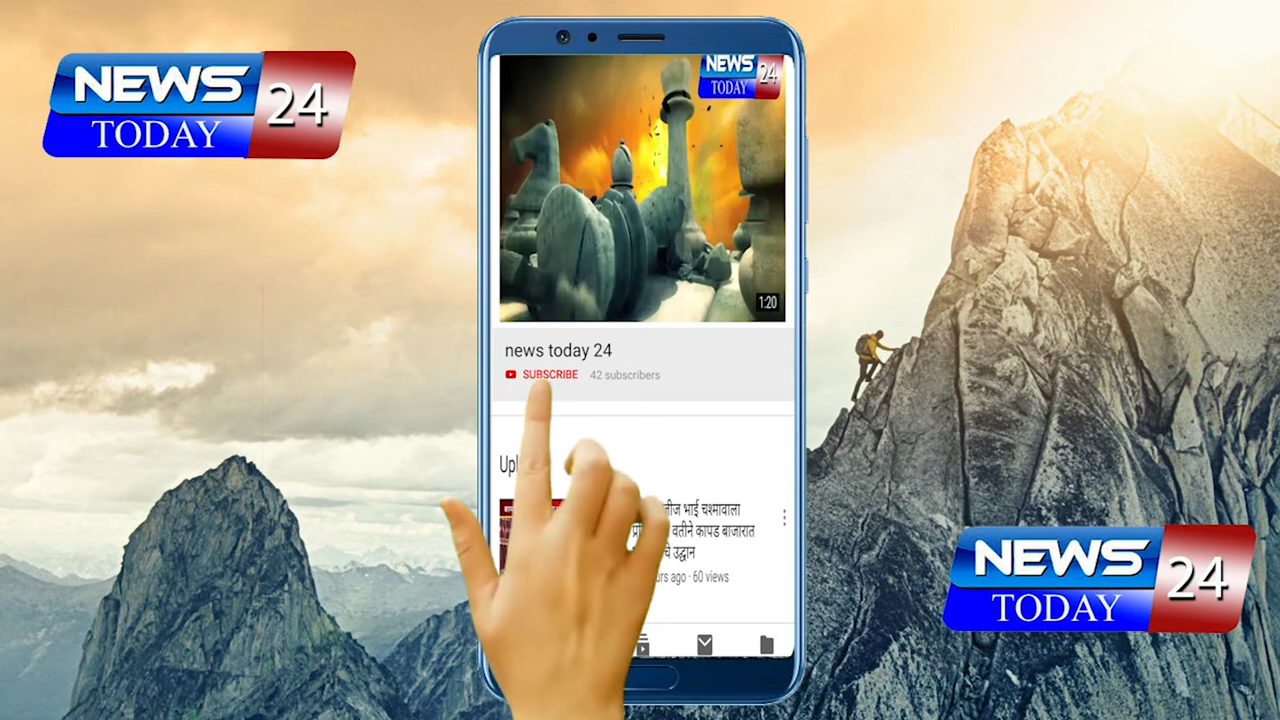 NEWS
TODAY
24
NEWS
TODAY
24
1:20
news today 24
SUBSCRIBE 42 subscribers
भाई चश्मावाला
वतीने कापड बाजारात
चे उद्घान
ago · 60 views
NEWS
TODAY
24